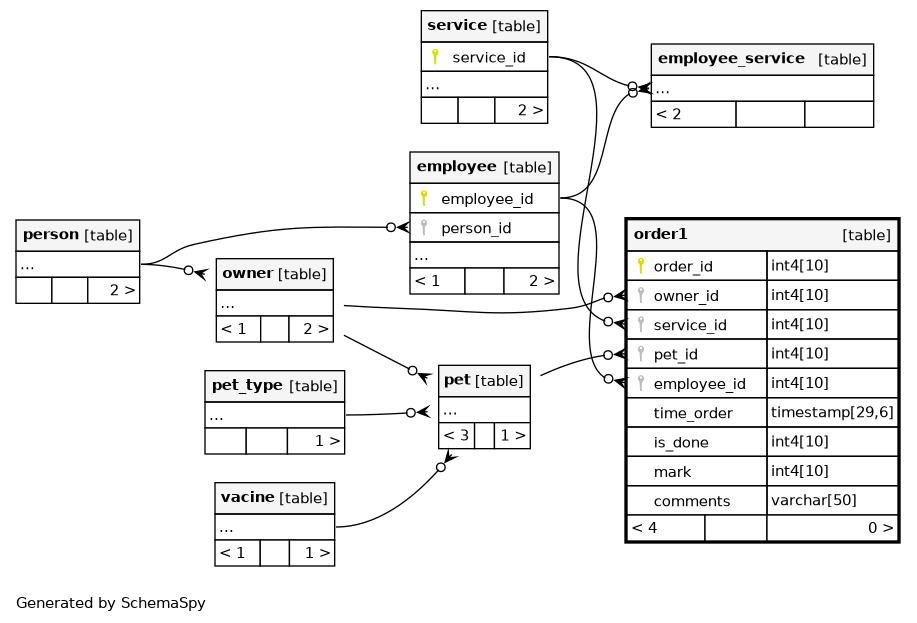 service [table]
service_id
...
2 >
employee_service [table]
...
< 2
employee [table]
employee_id
person_id
...
< 1 2 >
person [table]
...
2 >
owner [table]
...
< 1 2 >
pet_type [table]
...
1 >
pet [table]
...
< 3 1 >
vacine [table]
...
< 1 1 >
order1 [table]
order_id int4[10]
owner_id int4[10]
service_id int4[10]
pet_id int4[10]
employee_id int4[10]
time_order timestamp[29,6]
is_done int4[10]
mark int4[10]
comments varchar[50]
< 4 0 >
Generated by SchemaSpy